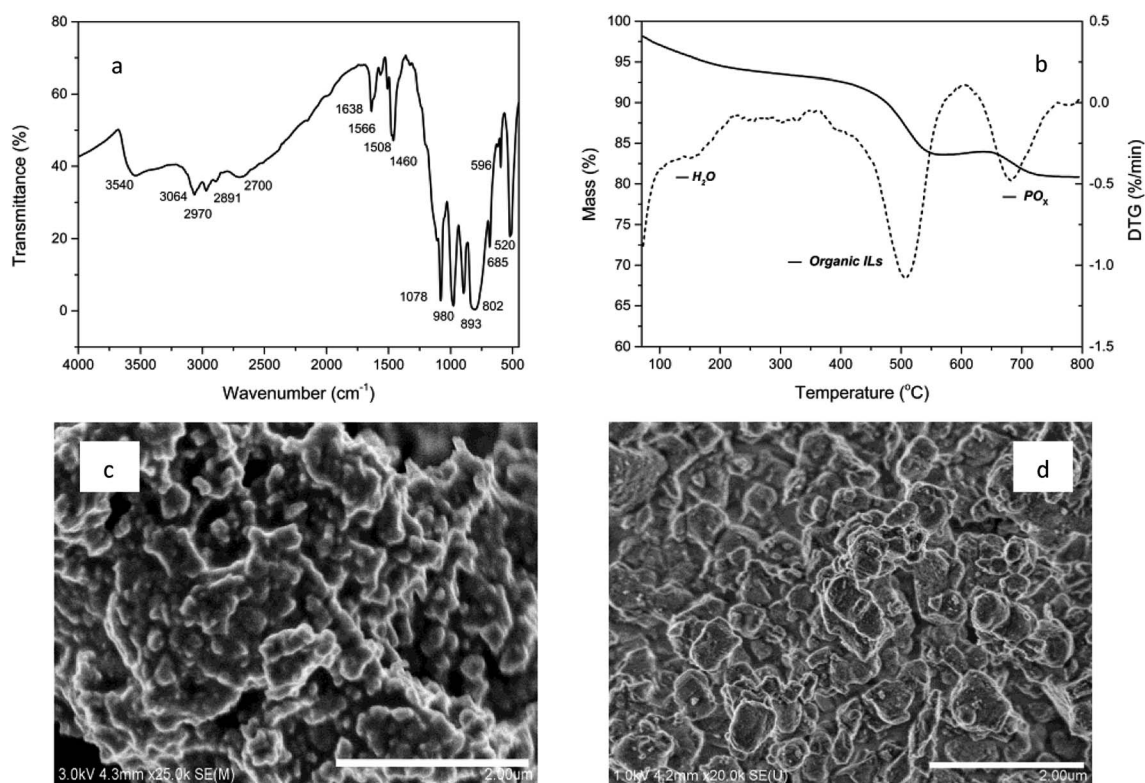 a
Transmittance (%)
80
60
40
20
0
3540
3064
2970
2891
2700
1638
1566
1508
1460
1078
980
893
802
685
596
520
4000 3500 3000 2500 2000 1500 1000 500
Wavenumber (cm⁻¹)
b
Mass (%)
100
95
90
85
80
75
70
65
60
H₂O
Organic ILs
POₓ
0.5
0.0
-0.5
-1.0
-1.5
DTG (%/min)
100 200 300 400 500 600 700 800
Temperature (°C)
c
3.0kV 4.3mm x25.0k SE(M)
2.00um
d
1.0kV 4.2mm x20.0k SE(U)
2.00um